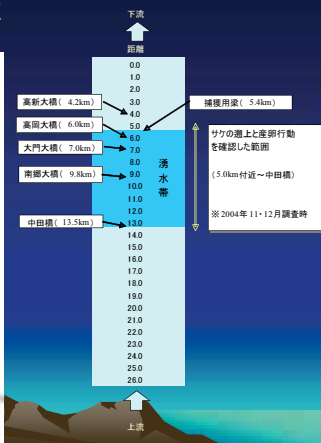 下流
距離
0.0
1.0
2.0
3.0
4.0
5.0
6.0
7.0
8.0
9.0
10.0
11.0
12.0
13.0
14.0
15.0
16.0
17.0
18.0
19.0
20.0
21.0
22.0
23.0
24.0
25.0
26.0
上流
高新大橋( 4.2km)
高岡大橋( 6.0km)
大門大橋( 7.0km)
南郷大橋( 9.8km)
中田橋( 13.5km)
湧水帯
捕獲用梁( 5.4km)
サケの遡上と産卵行動
を確認した範囲
(5.0km付近~中田橋)
※2004年11・12月調査時